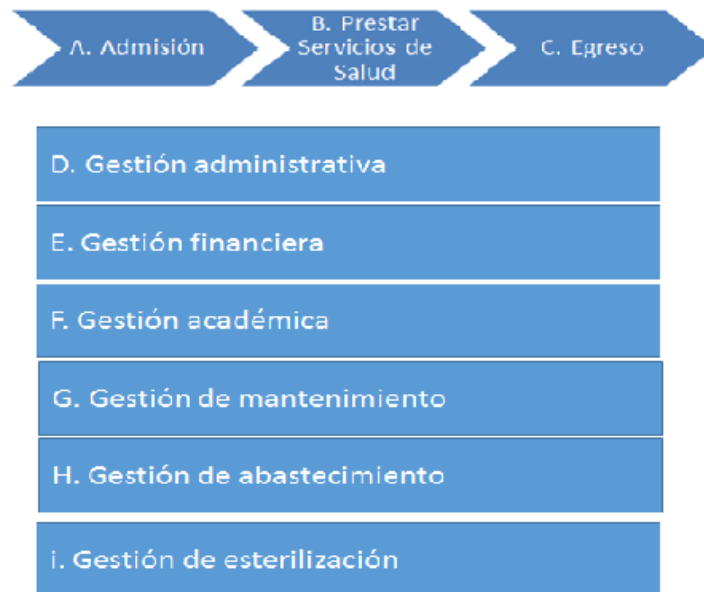 A. Admisión
B. Prestar
Servicios de
Salud
C. Egreso
D. Gestión administrativa
E. Gestión financiera
F. Gestión académica
G. Gestión de mantenimiento
H. Gestión de abastecimiento
i. Gestión de esterilización